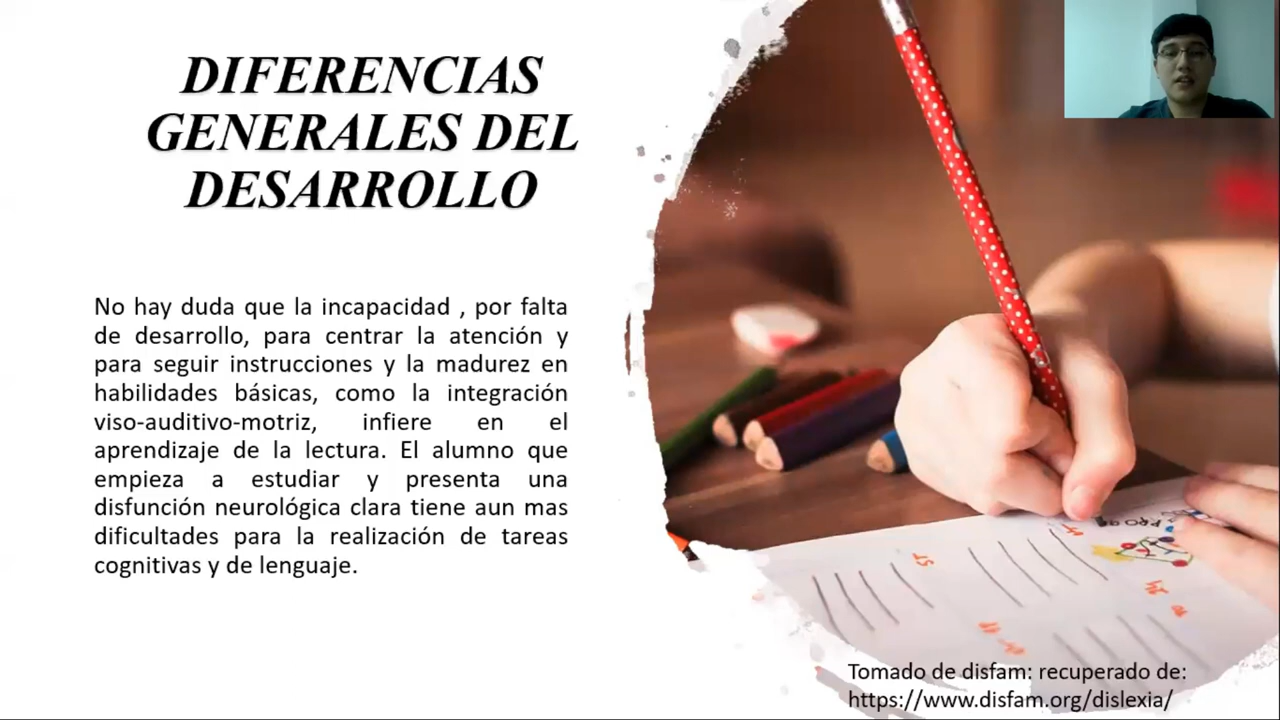 DIFERENCIAS
GENERALES DEL
DESARROLLO
No hay duda que la incapacidad , por falta
de desarrollo, para centrar la atención y
para seguir instrucciones y la madurez en
habilidades básicas, como la integración
viso-auditivo-motriz, infiere en el
aprendizaje de la lectura. El alumno que
empieza a estudiar y presenta una
disfunción neurológica clara tiene aun mas
dificultades para la realización de tareas
cognitivas y de lenguaje.
Tomado de disfam: recuperado de:
https://www.disfam.org/dislexia/